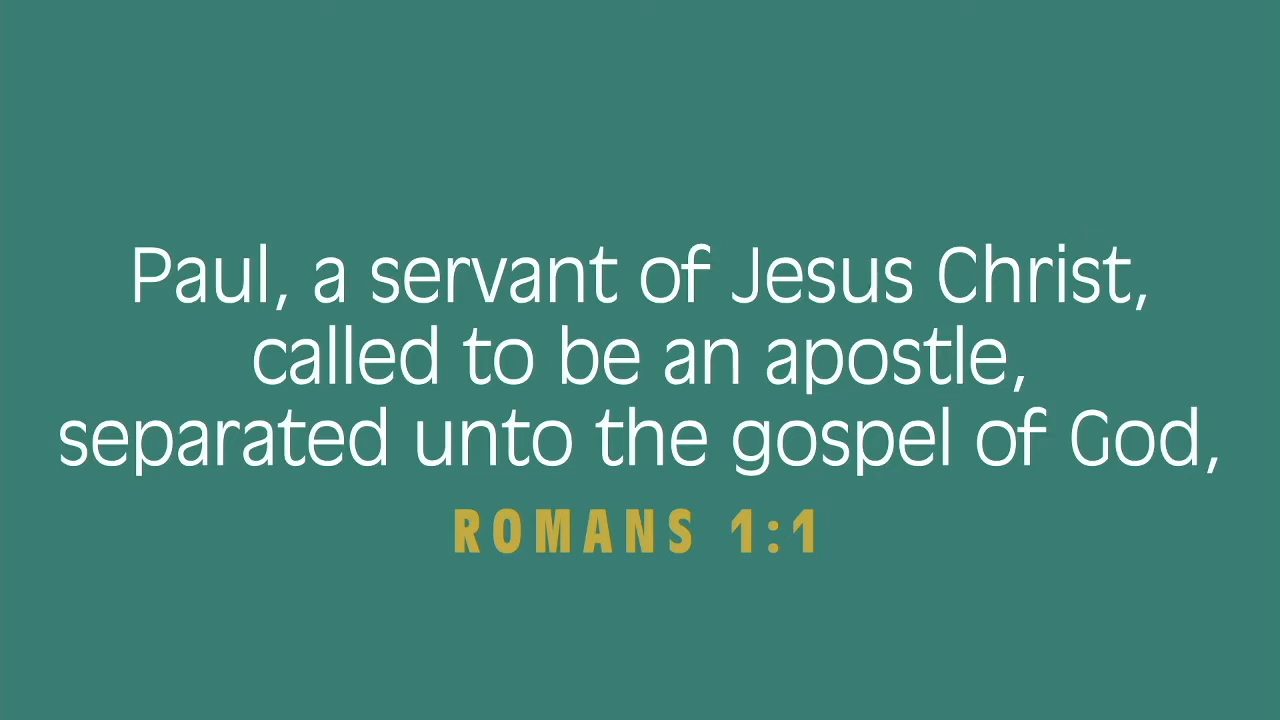 Paul, a servant of Jesus Christ,
called to be an apostle,
separated unto the gospel of God,
ROMANS 1:1